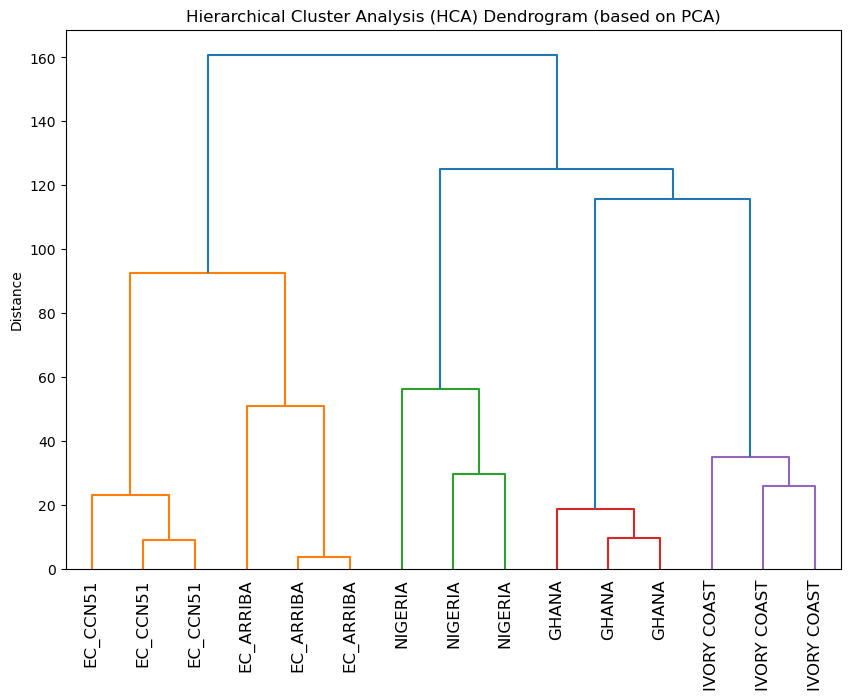 Hierarchical Cluster Analysis (HCA) Dendrogram (based on PCA)
160
140
120
100
80
60
40
20
0
Distance
EC_CCN51
EC_CCN51
EC_CCN51
EC_ARRIBA
EC_ARRIBA
EC_ARRIBA
NIGERIA
NIGERIA
NIGERIA
GHANA
GHANA
GHANA
IVORY COAST
IVORY COAST
IVORY COAST